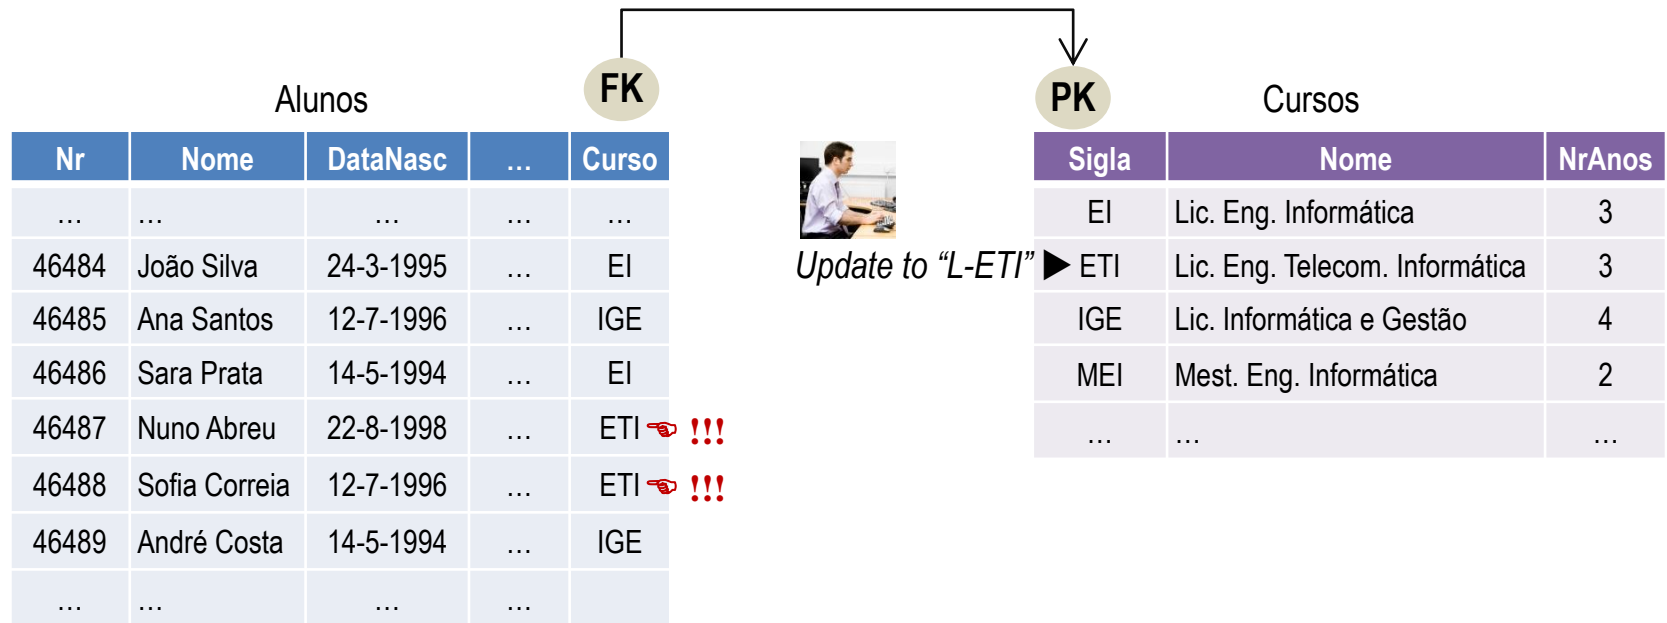 FK
PK
Alunos
Cursos
Nr Nome DataNasc … Curso
… … … … …
46484 João Silva 24-3-1995 … EI
46485 Ana Santos 12-7-1996 … IGE
46486 Sara Prata 14-5-1994 … EI
46487 Nuno Abreu 22-8-1998 … ETI !!!
46488 Sofia Correia 12-7-1996 … ETI !!!
46489 André Costa 14-5-1994 … IGE
… … … …
Update to “L-ETI”
Sigla Nome NrAnos
EI Lic. Eng. Informática 3
ETI Lic. Eng. Telecom. Informática 3
IGE Lic. Informática e Gestão 4
MEI Mest. Eng. Informática 2
… … …